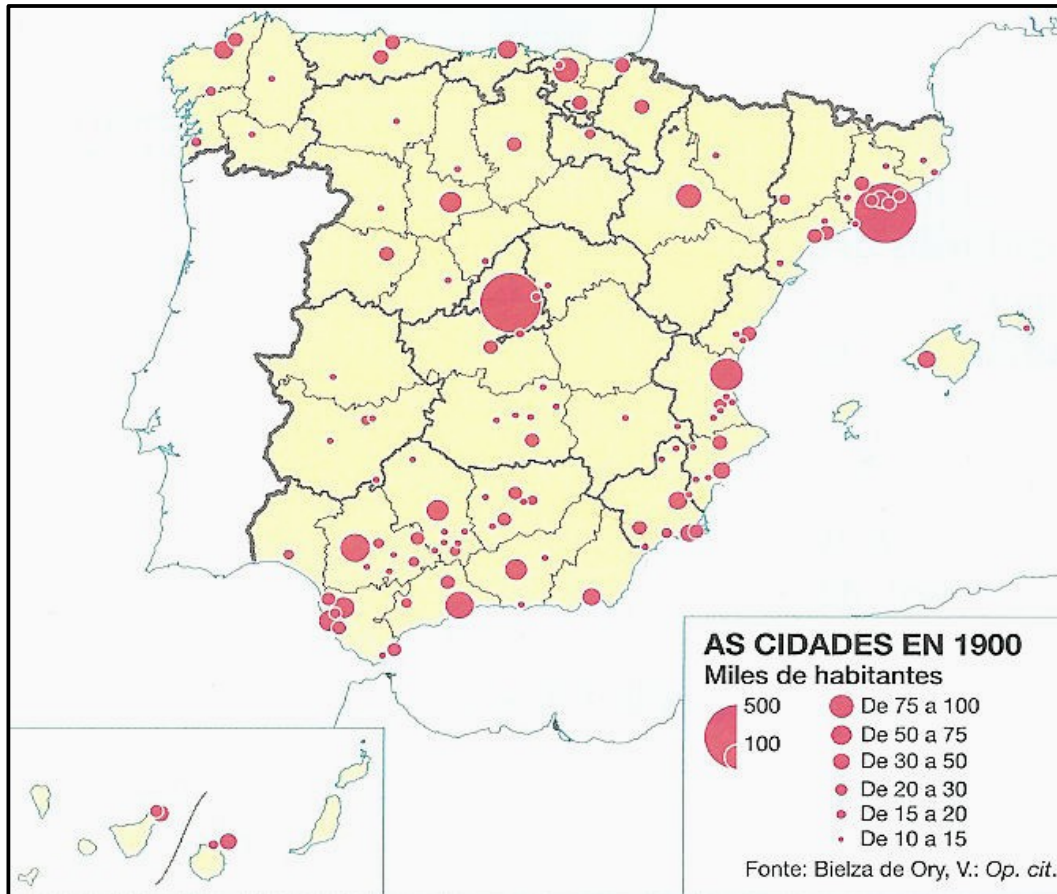 AS CIDADES EN 1900
Miles de habitantes
500
100
De 75 a 100
De 50 a 75
De 30 a 50
De 20 a 30
De 15 a 20
De 10 a 15
Fonte: Bielza de Ory, V.: Op. cit.